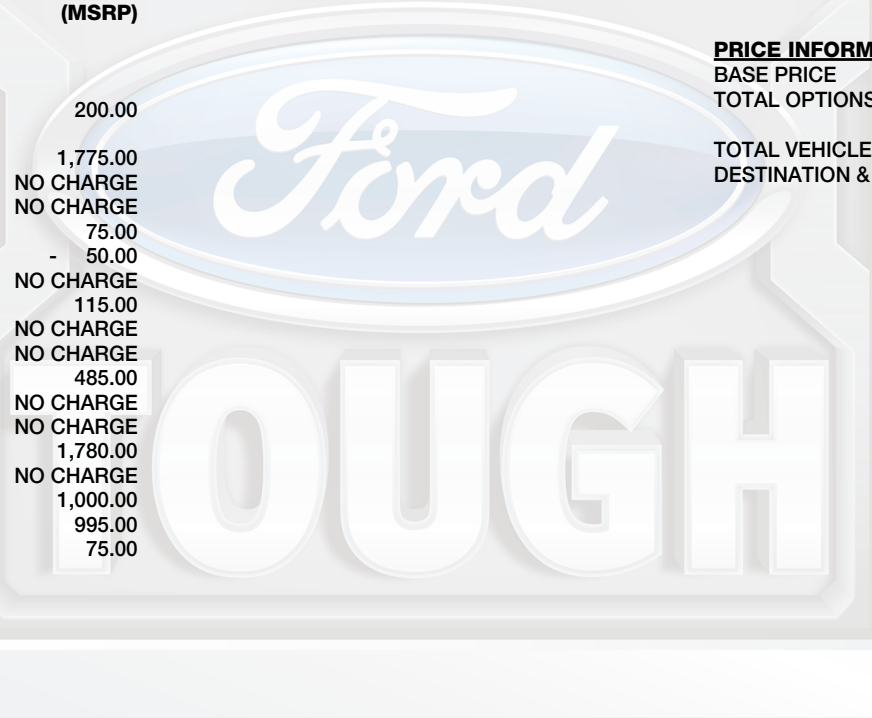 (MSRP)
PRICE INFORM
BASE PRICE
200.00
TOTAL OPTIONS
1,775.00
TOTAL VEHICLE
NO CHARGE
DESTINATION &
NO CHARGE
75.00
- 50.00
NO CHARGE
115.00
NO CHARGE
NO CHARGE
485.00
NO CHARGE
NO CHARGE
1,780.00
NO CHARGE
1,000.00
995.00
75.00
Ford
TOUGH